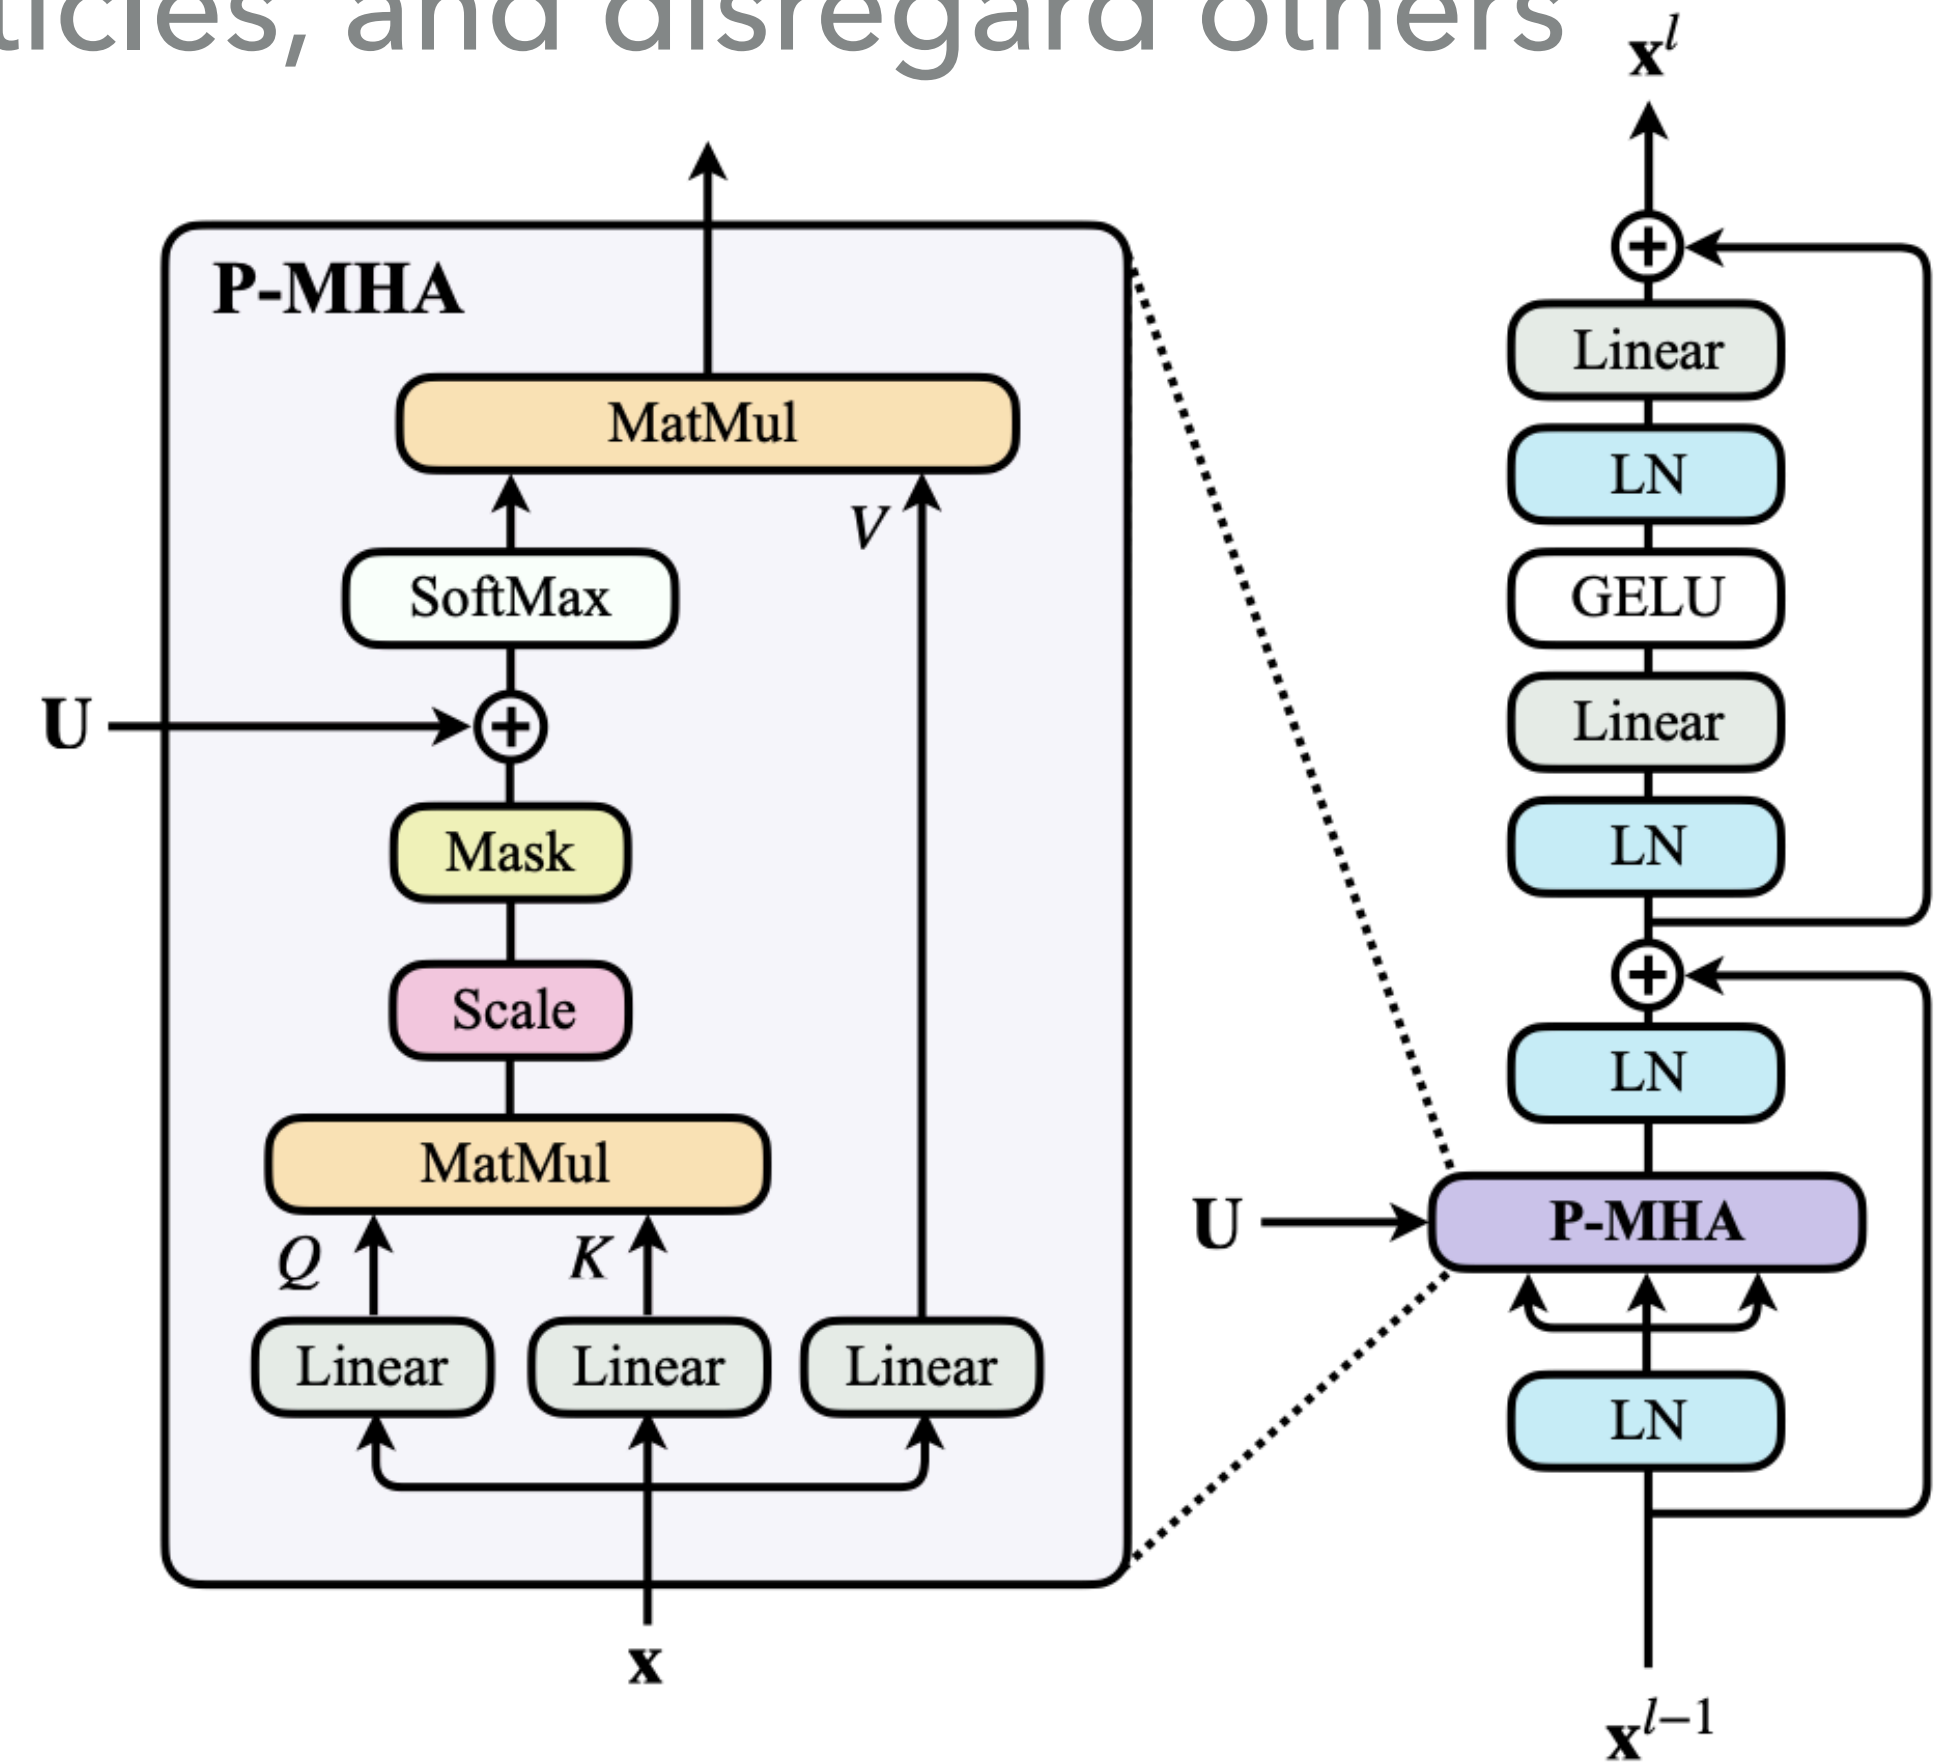 ticles, and disregard others
P-MHA
MatMul
V
SoftMax
U
Mask
Scale
MatMul
Q K
Linear Linear Linear
x
x^l
Linear
LN
GELU
Linear
LN
LN
U
P-MHA
LN
x^{l-1}